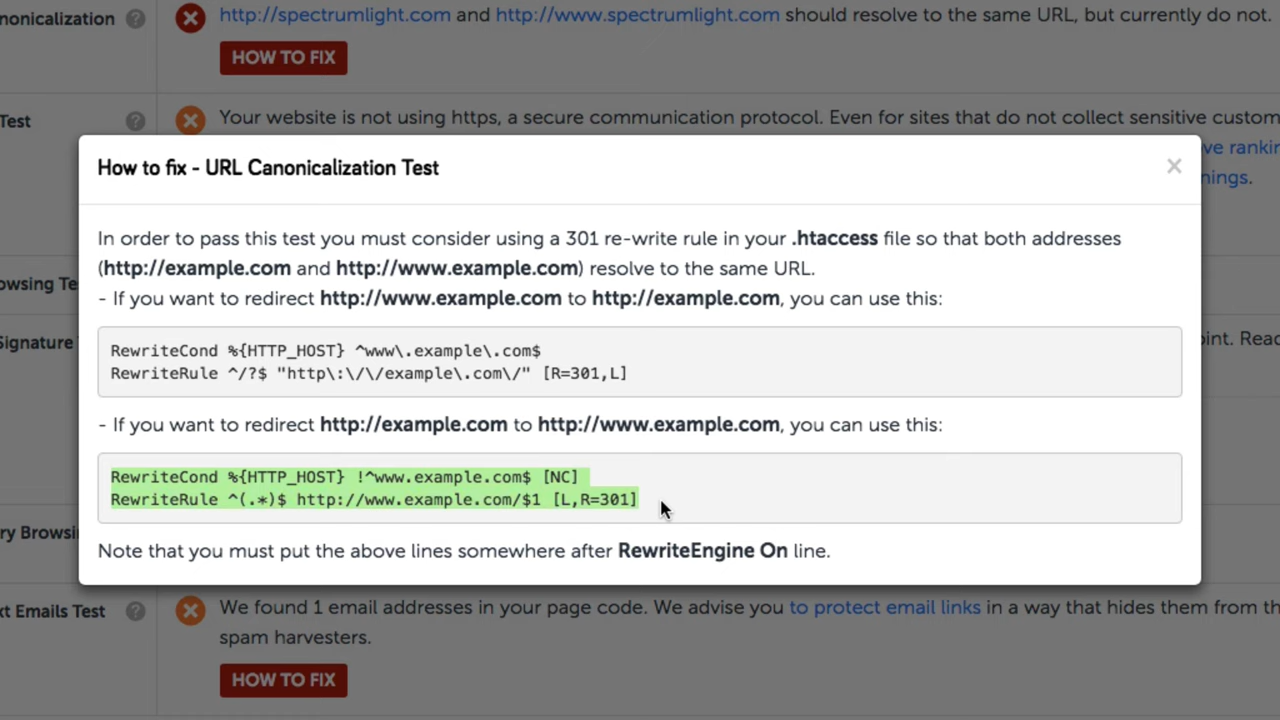 onicalization ? http://spectrumlight.com and http://www.spectrumlight.com should resolve to the same URL, but currently do not.
HOW TO FIX
Test ? Your website is not using https, a secure communication protocol. Even for sites that do not collect sensitive custom
ve rankin
nings.
How to fix - URL Canonicalization Test ×
In order to pass this test you must consider using a 301 re-write rule in your .htaccess file so that both addresses
(http://example.com and http://www.example.com) resolve to the same URL.
- If you want to redirect http://www.example.com to http://example.com, you can use this:
RewriteCond %{HTTP_HOST} ^www\.example\.com$
RewriteRule ^/?$ "http\:\/\/example\.com\/" [R=301,L]
- If you want to redirect http://example.com to http://www.example.com, you can use this:
RewriteCond %{HTTP_HOST} !^www.example.com$ [NC]
RewriteRule ^(.*)$ http://www.example.com/$1 [L,R=301]
Note that you must put the above lines somewhere after RewriteEngine On line.
owsing Te
Signature
oint. Read
ry Browsin
xt Emails Test ? We found 1 email addresses in your page code. We advise you to protect email links in a way that hides them from the
spam harvesters.
HOW TO FIX